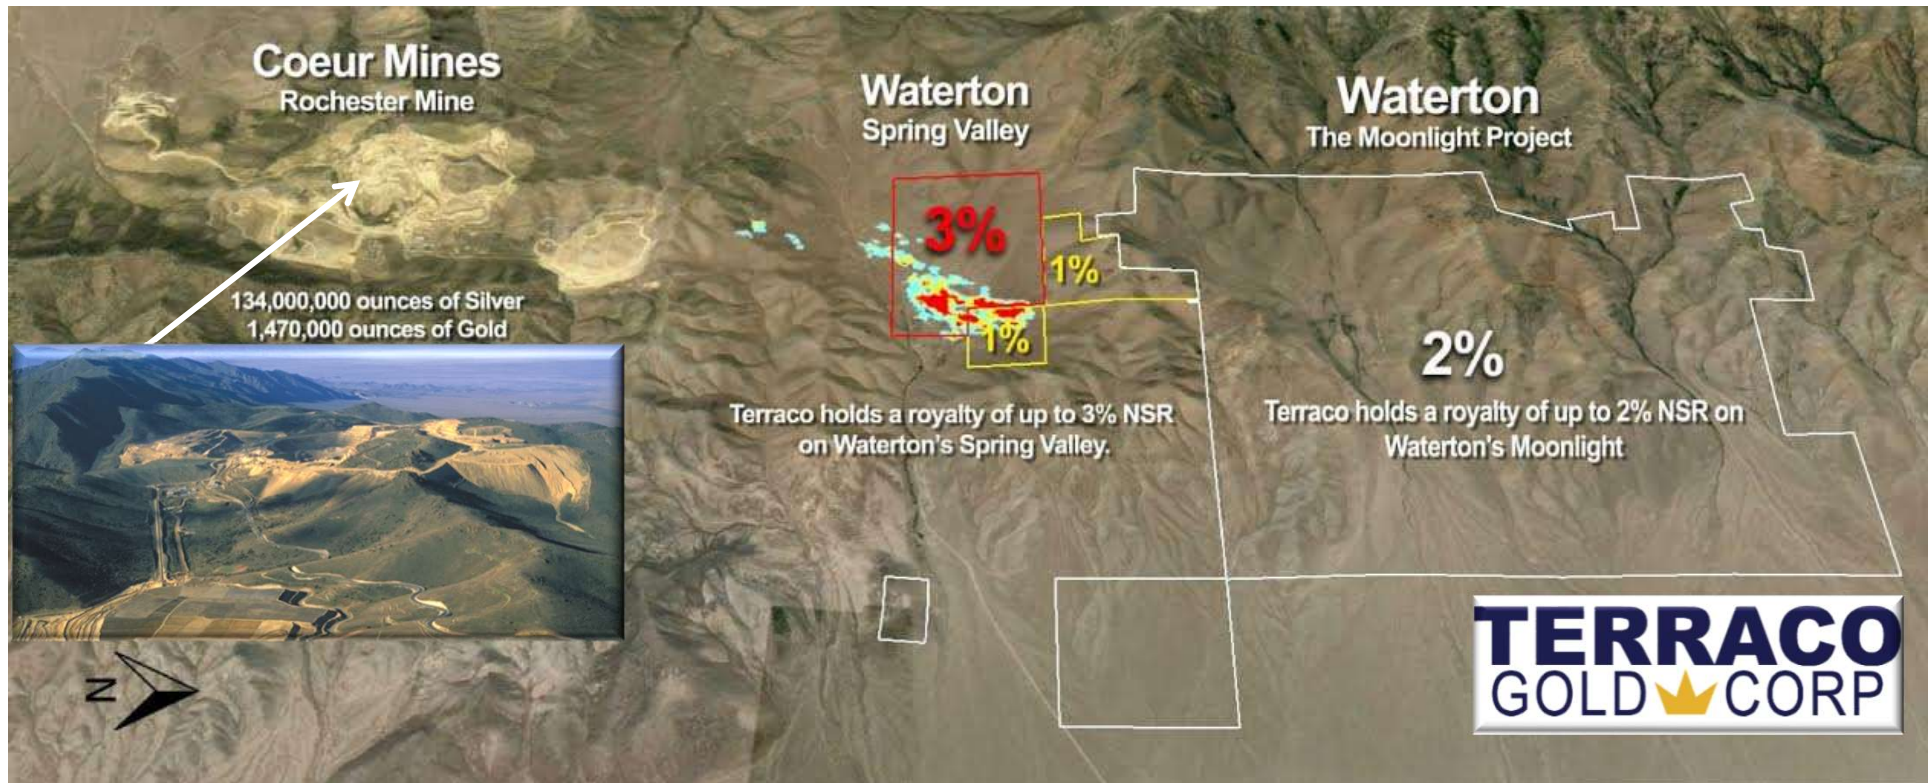 Coeur Mines
Rochester Mine
134,000,000 ounces of Silver
1,470,000 ounces of Gold
Waterton
Spring Valley
3%
1%
1%
Terraco holds a royalty of up to 3% NSR
on Waterton's Spring Valley.
Waterton
The Moonlight Project
2%
Terraco holds a royalty of up to 2% NSR on
Waterton's Moonlight
N
TERRACO
GOLD CORP